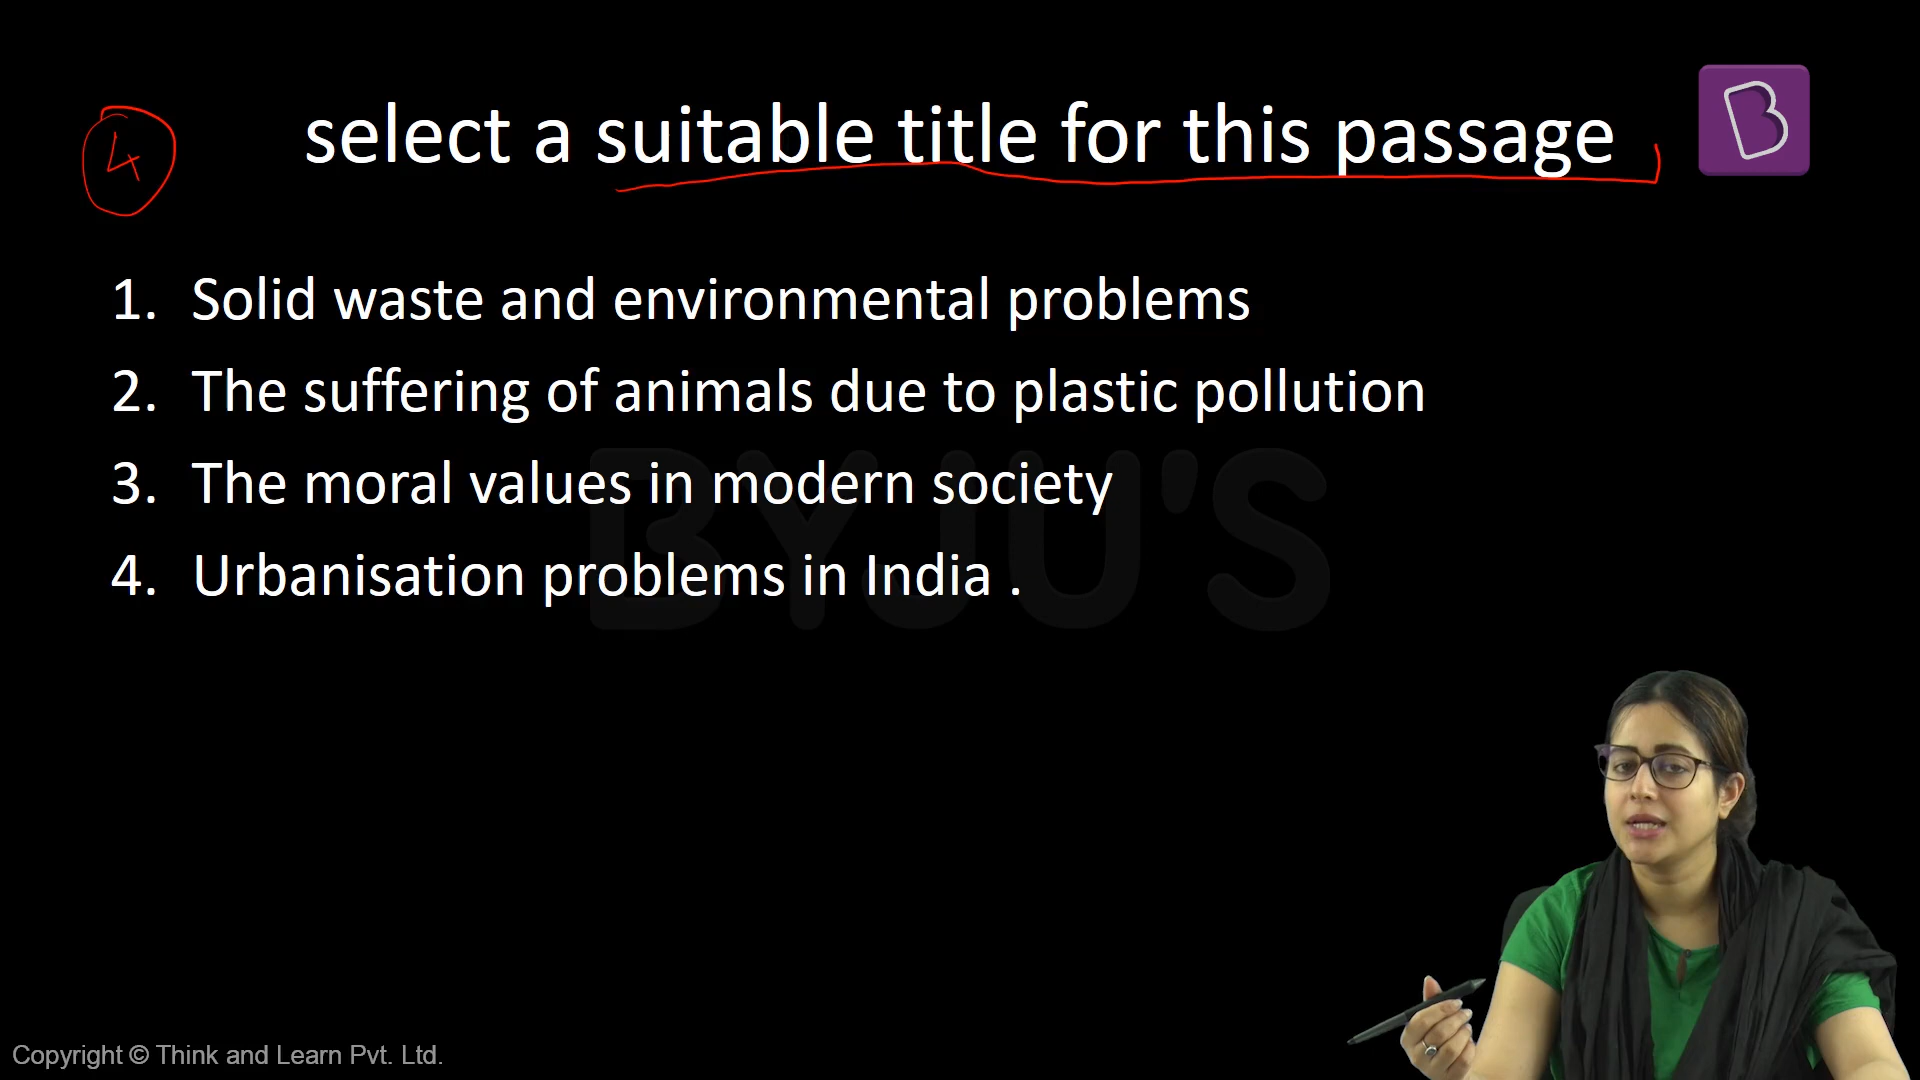 4
select a suitable title for this passage
1. Solid waste and environmental problems
2. The suffering of animals due to plastic pollution
3. The moral values in modern society
4. Urbanisation problems in India .
BYJU'S
Copyright © Think and Learn Pvt. Ltd.